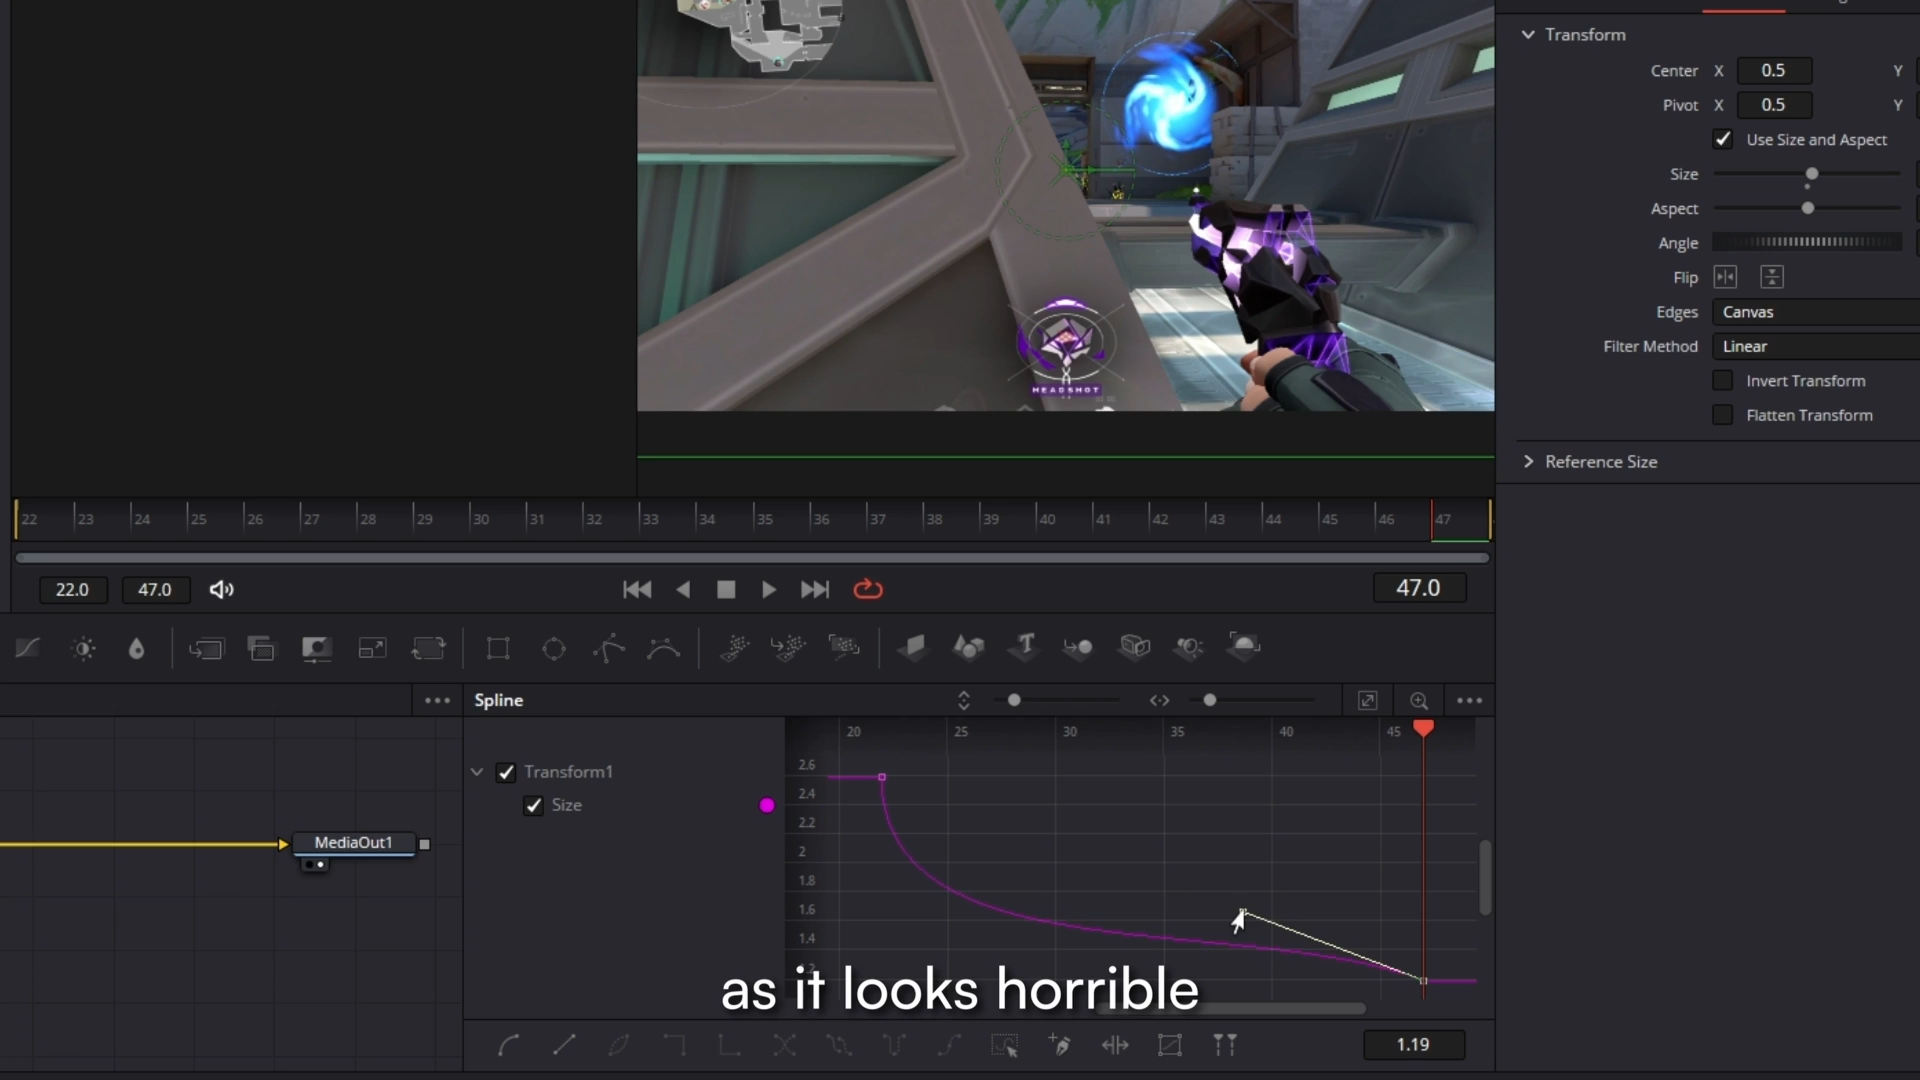 Transform
Center X 0.5 Y
Pivot X 0.5 Y
Use Size and Aspect
Size
Aspect
Angle
Flip
Edges Canvas
Filter Method Linear
Invert Transform
Flatten Transform
Reference Size
HEADSHOT
22 23 24 25 26 27 28 29 30 31 32 33 34 35 36 37 38 39 40 41 42 43 44 45 46 47
22.0 47.0 47.0
Spline
20 25 30 35 40 45
Transform1
Size
2.6
2.4
2.2
2
1.8
1.6
1.4
MediaOut1
as it looks horrible
1.19